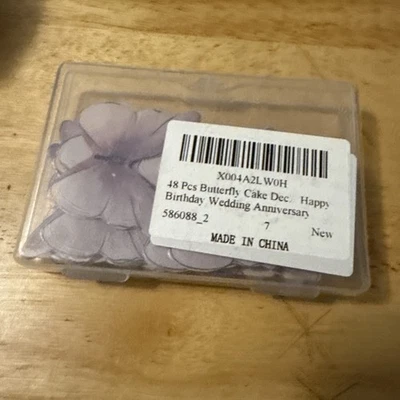 X004A2LW0H
48 Pcs Butterfly Cake Dec. Happy
Birthday Wedding Anniversary
586088_2 7 New
MADE IN CHINA